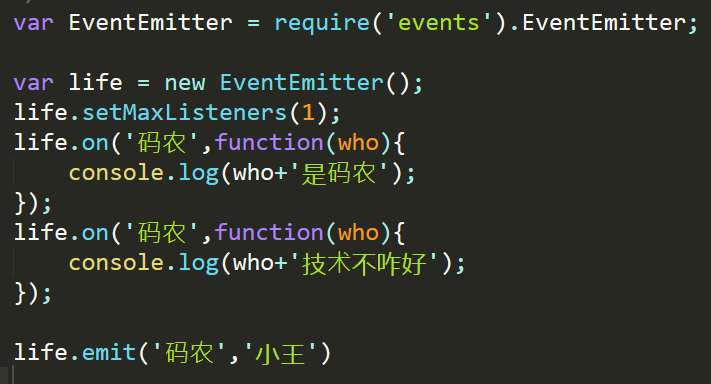 var EventEmitter = require('events').EventEmitter;
var life = new EventEmitter();
life.setMaxListeners(1);
life.on('码农',function(who){
console.log(who+'是码农');
});
life.on('码农',function(who){
console.log(who+'技术不咋好');
});
life.emit('码农','小王')